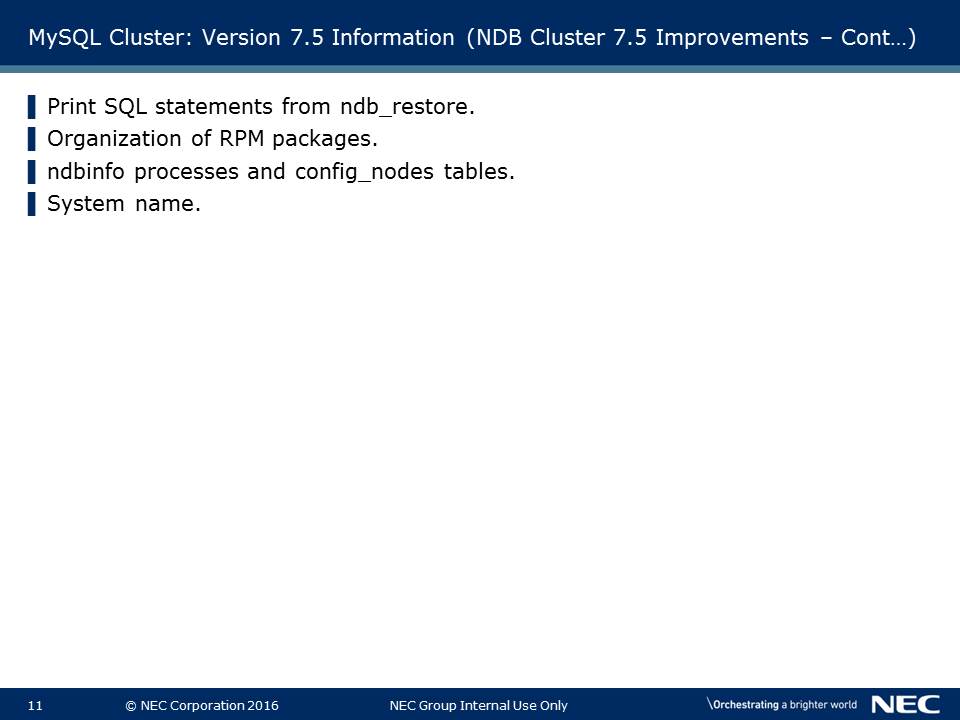 MySQL Cluster: Version 7.5 Information (NDB Cluster 7.5 Improvements – Cont…)
Print SQL statements from ndb_restore.
Organization of RPM packages.
ndbinfo processes and config_nodes tables.
System name.
11 © NEC Corporation 2016 NEC Group Internal Use Only \Orchestrating a brighter world NEC